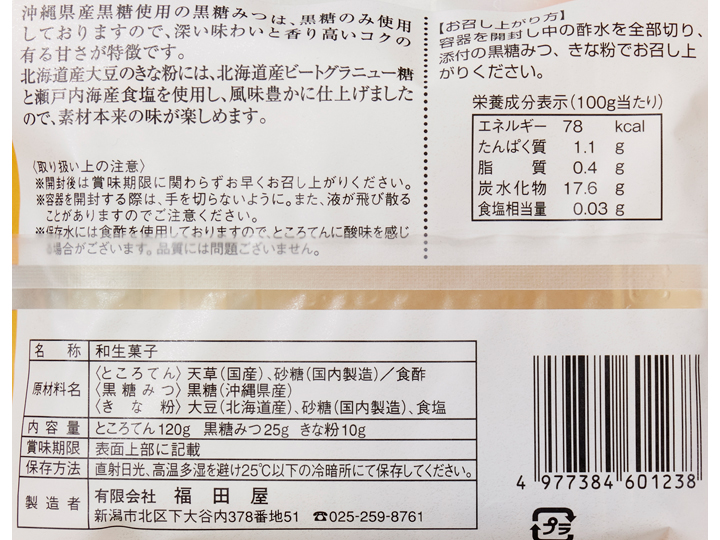 沖縄県産黒糖使用の黒糖みつは、黒糖のみ使用
しておりますので、深い味わいと香り高いコクの
有る甘さが特徴です。
北海道産大豆のきな粉には、北海道産ビートグラニュー糖
と瀬戸内海産食塩を使用し、風味豊かに仕上げました
ので、素材本来の味が楽しめます。
〈取り扱い上の注意〉
※開封後は賞味期限に関わらずお早くお召し上がりください。
※容器を開封する際は、手を切らないように。また、液が飛び散る
ことがありますのでご注意ください。
※保存水には食酢を使用しておりますので、ところてんに酸味を感じ
る場合がございます。品質には問題ございません。
【お召し上がり方】
容器を開封し中の酢水を全部切り、
添付の黒糖みつ、きな粉でお召し上
がりください。
栄養成分表示(100g当たり)
エネルギー 78 kcal
たんぱく質 1.1 g
脂質 0.4 g
炭水化物 17.6 g
食塩相当量 0.03 g
名称 和生菓子
原材料名 〈ところてん〉天草(国産)、砂糖(国内製造)／食酢
〈黒糖みつ〉黒糖(沖縄県産)
〈きな粉〉大豆(北海道産)、砂糖(国内製造)、食塩
内容量 ところてん120g 黒糖みつ25g きな粉10g
賞味期限 表面上部に記載
保存方法 直射日光、高温多湿を避け25℃以下の冷暗所にて保存してください。
製造者 有限会社 福田屋
新潟市北区下大谷内378番地51 ☎025-259-8761
4 977384 601238
プラ